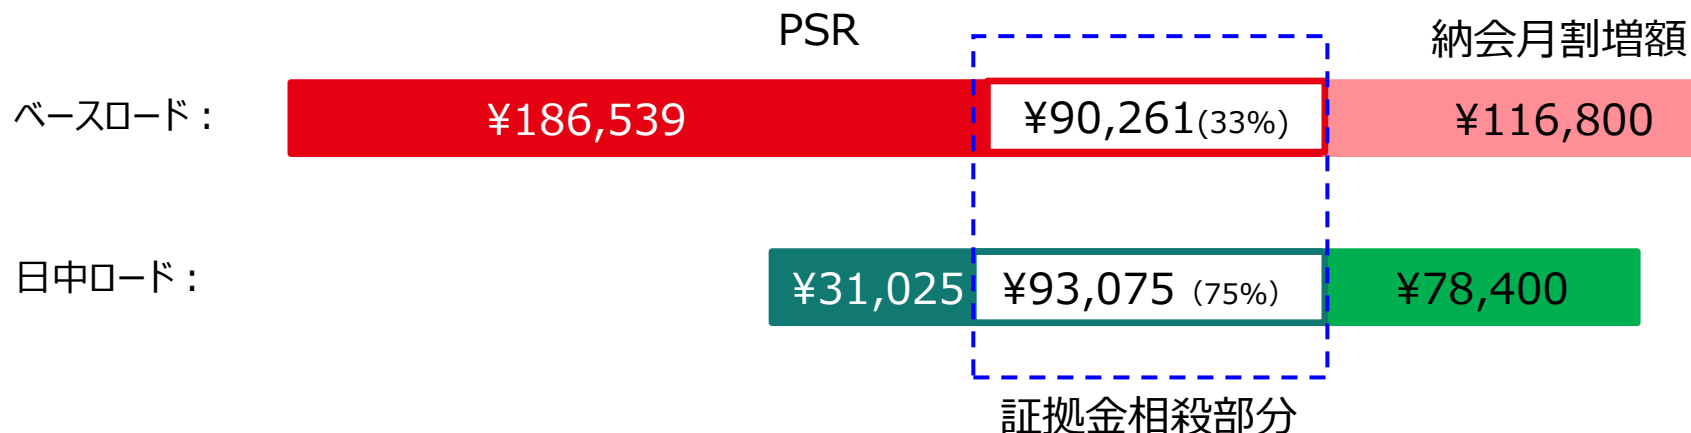 PSR
納会月割増額
ベースロード：
¥186,539
¥90,261(33%)
¥116,800
日中ロード：
¥31,025
¥93,075（75%）
¥78,400
証拠金相殺部分